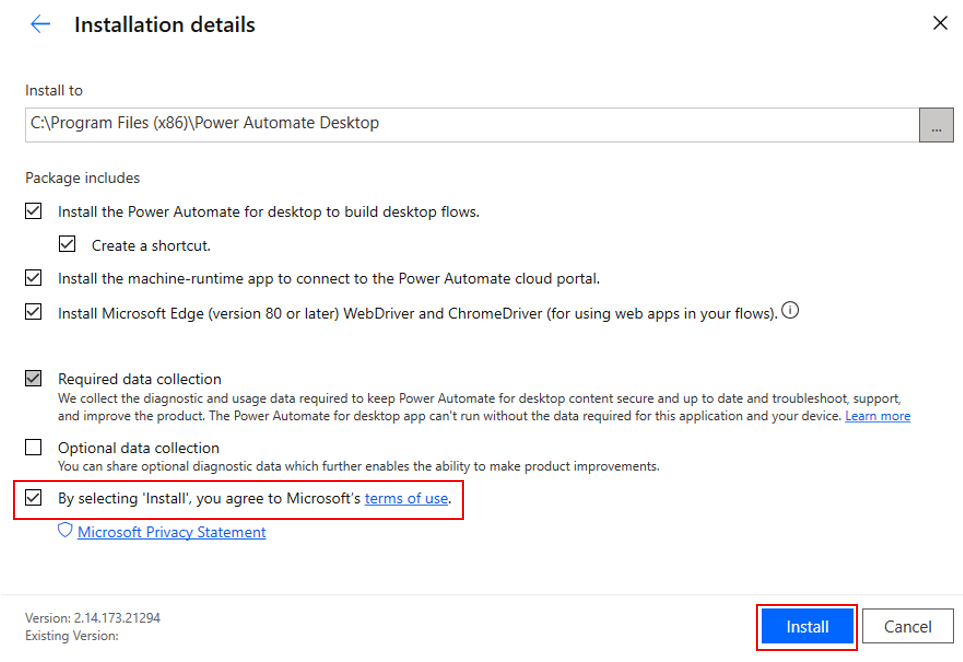 Installation details
Install to
C:\Program Files (x86)\Power Automate Desktop
...
Package includes
Install the Power Automate for desktop to build desktop flows.
Create a shortcut.
Install the machine-runtime app to connect to the Power Automate cloud portal.
Install Microsoft Edge (version 80 or later) WebDriver and ChromeDriver (for using web apps in your flows).
Required data collection
We collect the diagnostic and usage data required to keep Power Automate for desktop content secure and up to date and troubleshoot, support,
and improve the product. The Power Automate for desktop app can't run without the data required for this application and your device. Learn more
Optional data collection
You can share optional diagnostic data which further enables the ability to make product improvements.
By selecting 'Install', you agree to Microsoft's terms of use.
Microsoft Privacy Statement
Version: 2.14.173.21294
Existing Version:
Install
Cancel